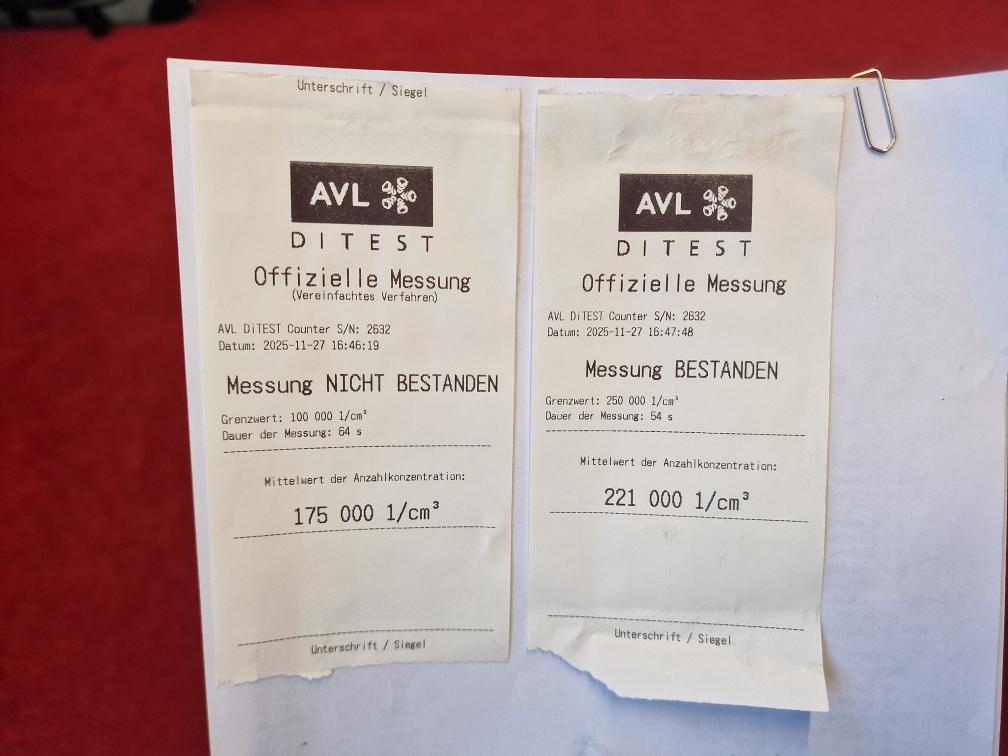 Unterschrift / Siegel
AVL
DITEST
Offizielle Messung
(Vereinfachtes Verfahren)
AVL DiTEST Counter S/N: 2632
Datum: 2025-11-27 16:46:19
Messung NICHT BESTANDEN
Grenzwert: 100 000 1/cm³
Dauer der Messung: 64 s
Mittelwert der Anzahlkonzentration:
175 000 1/cm³
Unterschrift / Siegel
AVL
DITEST
Offizielle Messung
AVL DiTEST Counter S/N: 2632
Datum: 2025-11-27 16:47:48
Messung BESTANDEN
Grenzwert: 250 000 1/cm³
Dauer der Messung: 54 s
Mittelwert der Anzahlkonzentration:
221 000 1/cm³
Unterschrift / Siegel